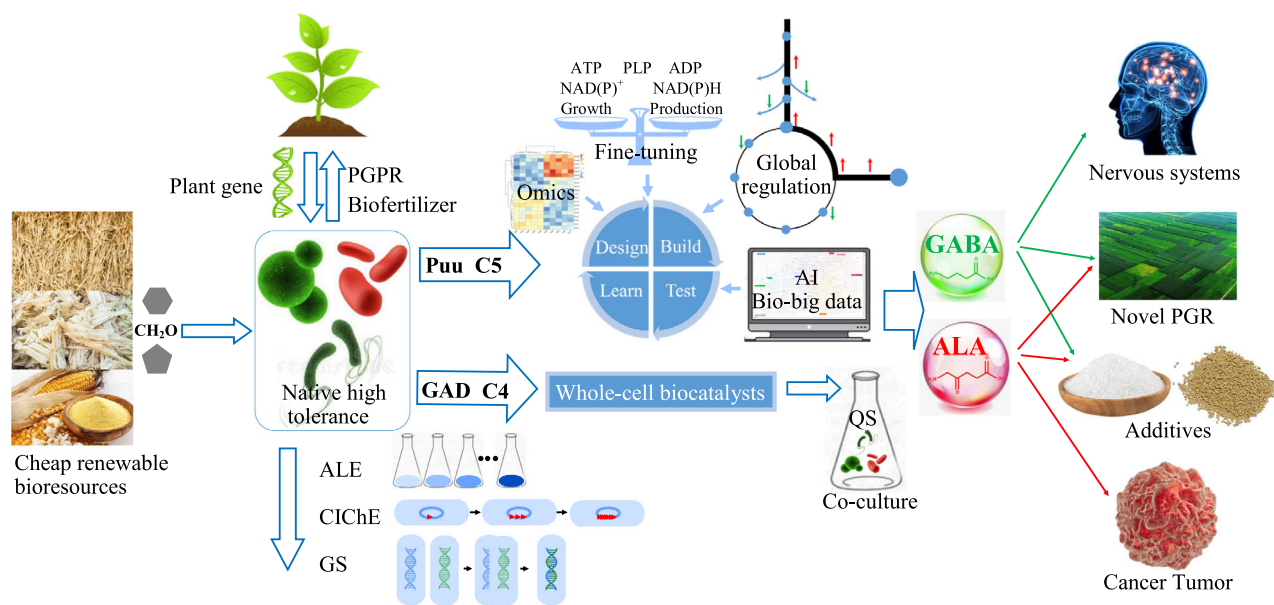 ATP PLP ADP
NAD(P)+ NAD(P)H
Growth Production
Fine-tuning
Omics
Global
regulation
Plant gene
PGPR
Biofertilizer
Nervous systems
CH2O
Cheap renewable
bioresources
Native high
tolerance
Puu C5
GAD C4
Design
Build
Learn
Test
AI
Bio-big data
Whole-cell biocatalysts
QS
Co-culture
GABA
ALA
Novel PGR
Additives
Cancer Tumor
ALE
CIChE
GS